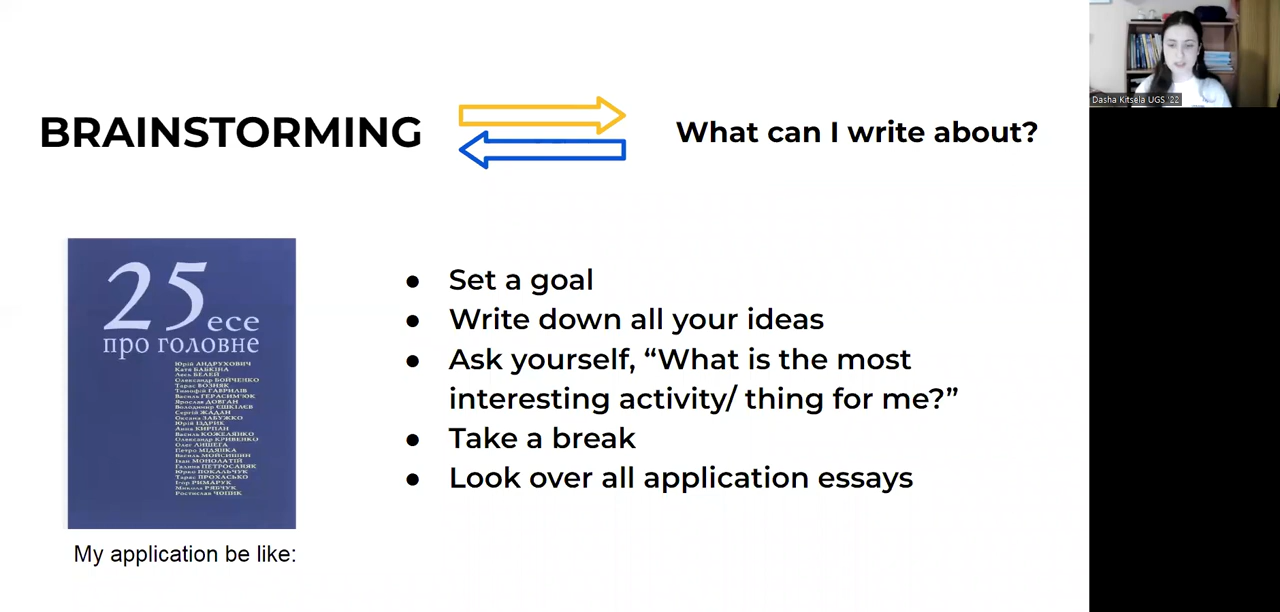 BRAINSTORMING
What can I write about?
25 есе
про головне
Юрій АНДРУХОВИЧ
Катя БАБКІНА
Лесь БЕЛЕЙ
Олександр БОЙЧЕНКО
Тарас ВОЗНЯК
Тимофій ГАВРИЛІВ
Василь ГЕРАСИМ'ЮК
Ярослав ДОВГАН
Володимир ЄШКІЛЄВ
Сергій ЖАДАН
Оксана ЗАБУЖКО
Юрій ІЗДРИК
Анна КИРПАН
Василь КОЖЕЛЯНКО
Олександр КРИВЕНКО
Олег ЛИШЕГА
Петро МІДЯНКА
Василь МОЙСИШИН
Іван МОНОЛАТІЙ
Галина ПЕТРОСАНЯК
Юрко ПОКАЛЬЧУК
Тарас ПРОХАСЬКО
Ігор РИМАРУК
Микола РЯБЧУК
Ростислав ЧОПИК
My application be like:
● Set a goal
● Write down all your ideas
● Ask yourself, “What is the most
interesting activity/ thing for me?”
● Take a break
● Look over all application essays
Dasha Kitsela UGS '22